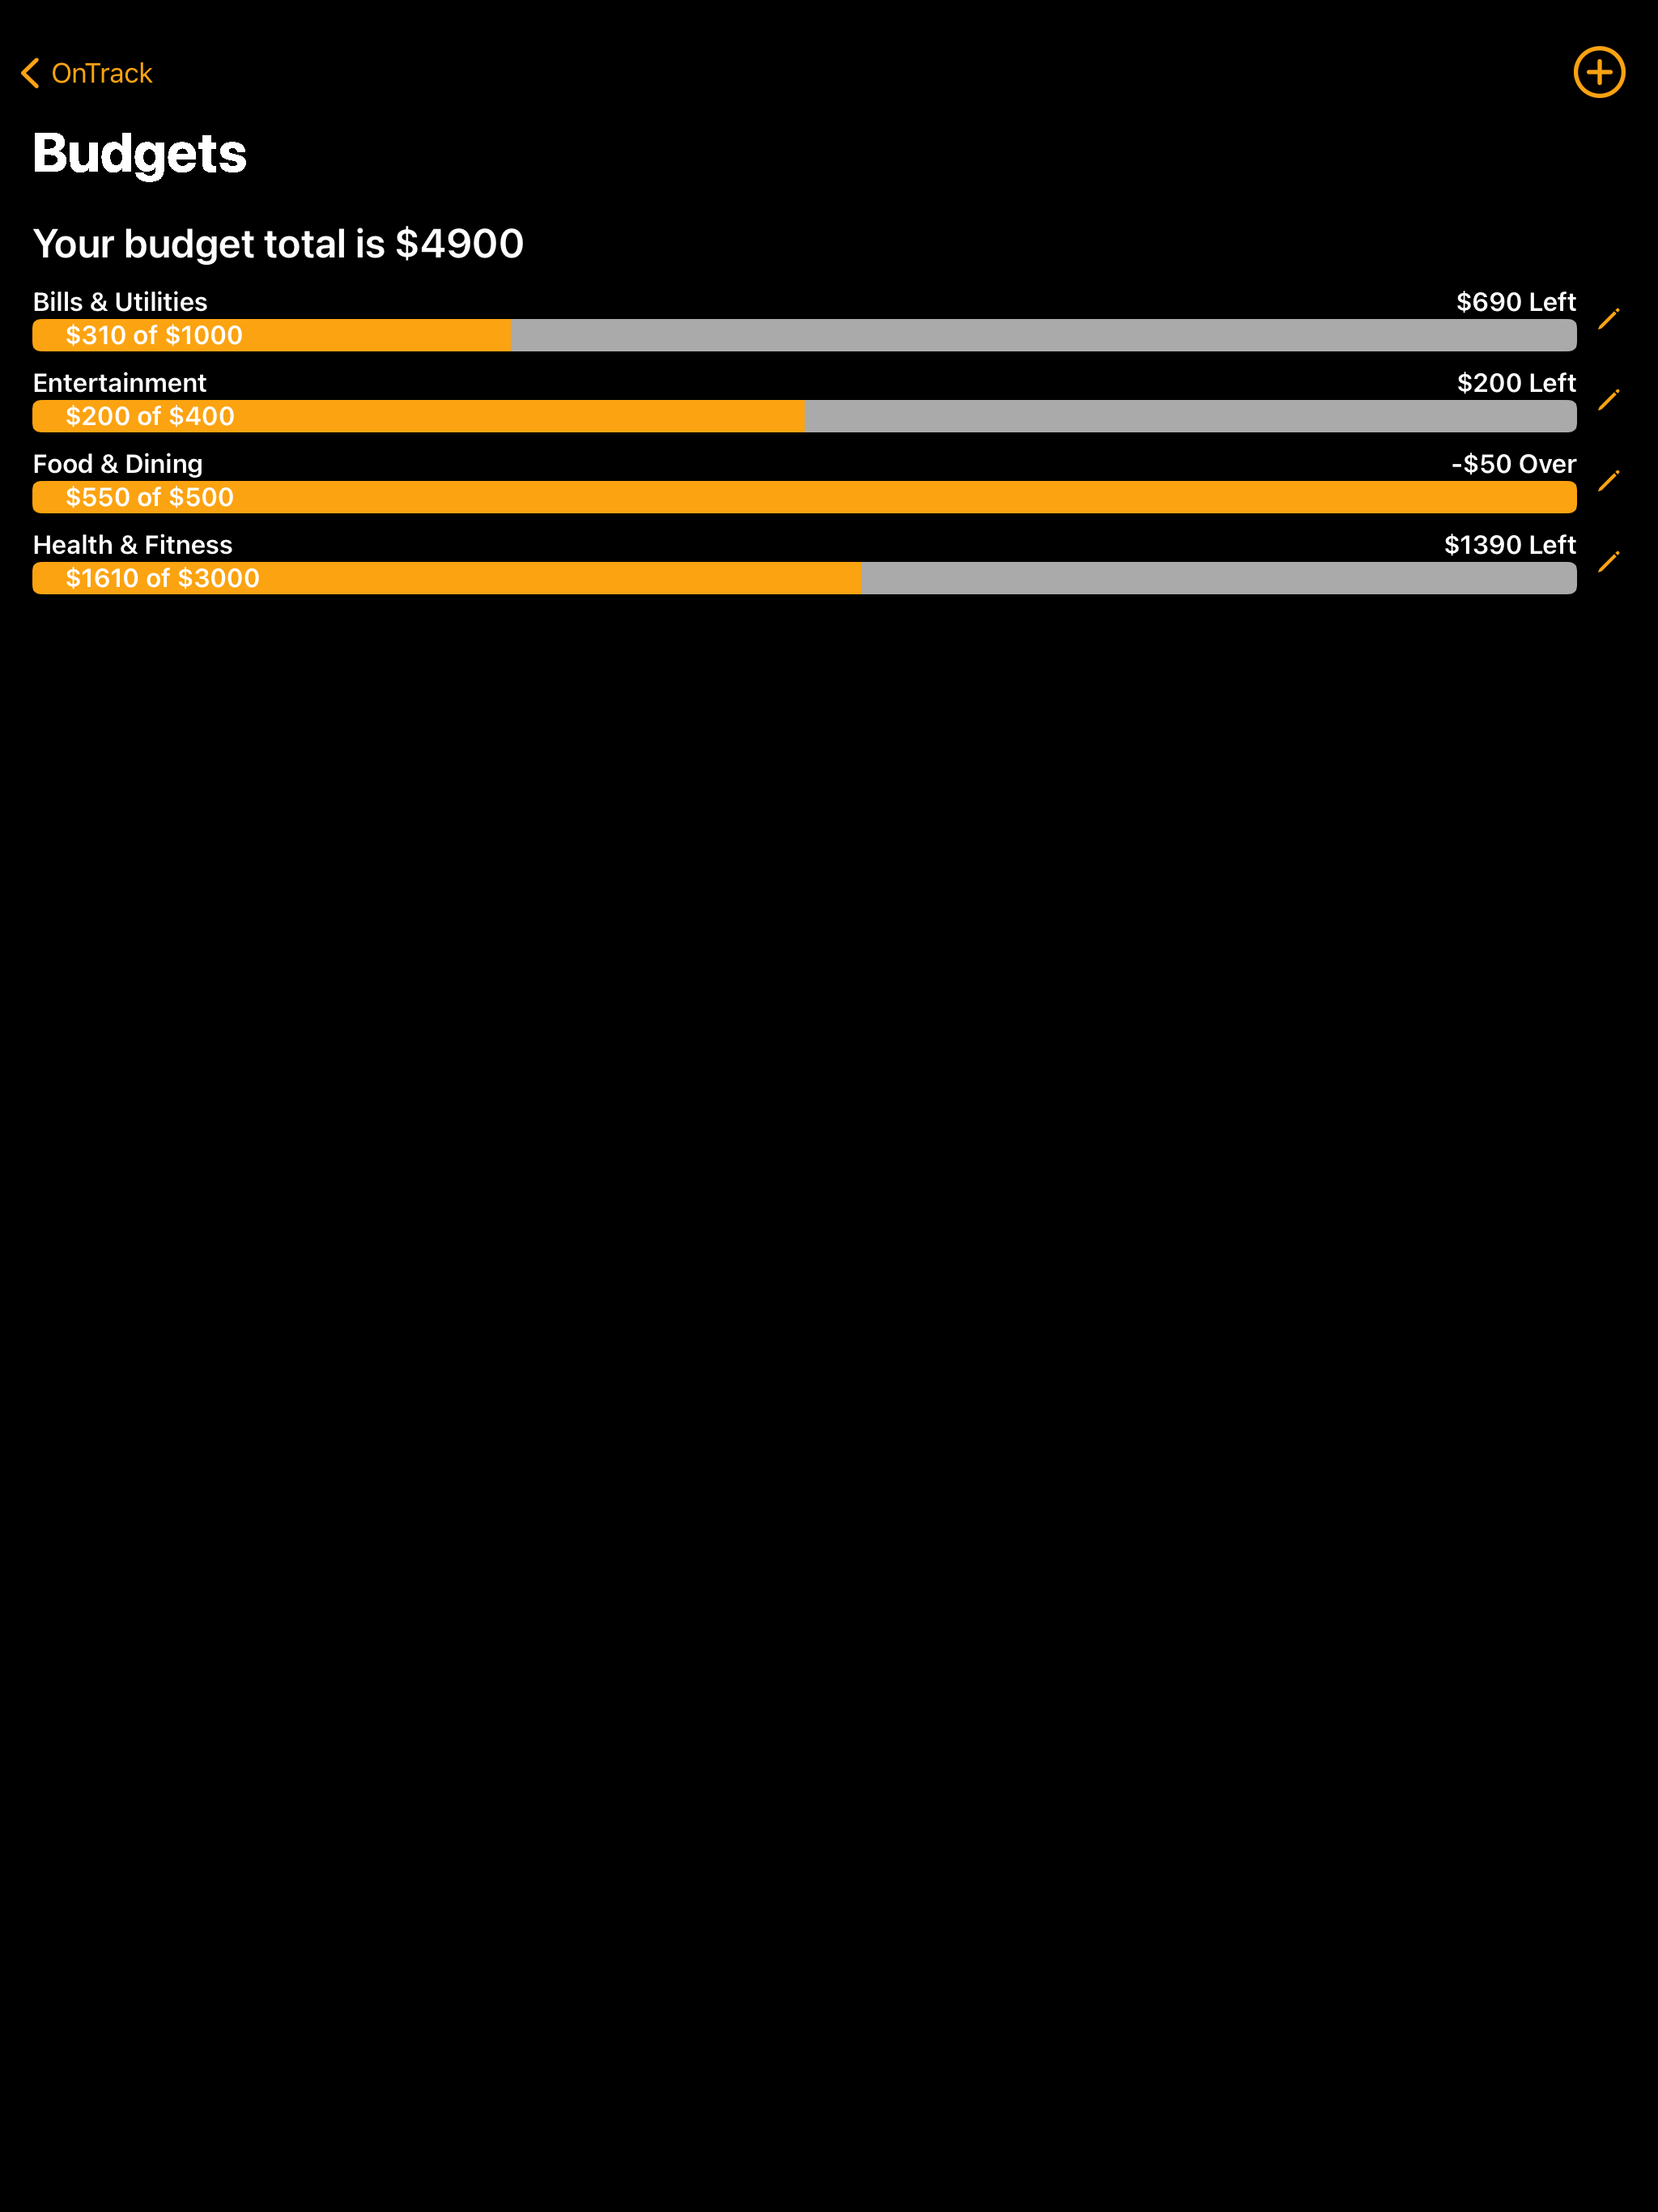 OnTrack
Budgets
Your budget total is $4900
Bills & Utilities $690 Left
$310 of $1000
Entertainment $200 Left
$200 of $400
Food & Dining -$50 Over
$550 of $500
Health & Fitness $1390 Left
$1610 of $3000